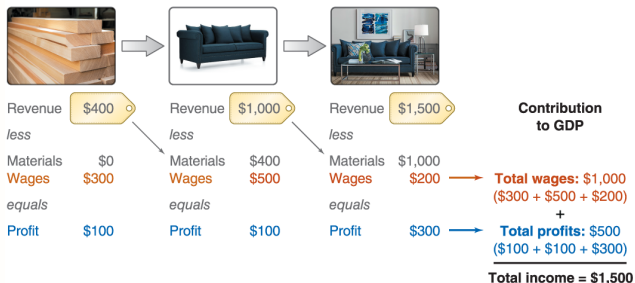 Revenue $400 Revenue $1,000 Revenue $1,500 Contribution
to GDP
less less less
Materials $0 Materials $400 Materials $1,000
Wages $300 Wages $500 Wages $200 Total wages: $1,000
($300 + $500 + $200)
equals equals equals +
Profit $100 Profit $100 Profit $300 Total profits: $500
($100 + $100 + $300)
Total income = $1,500